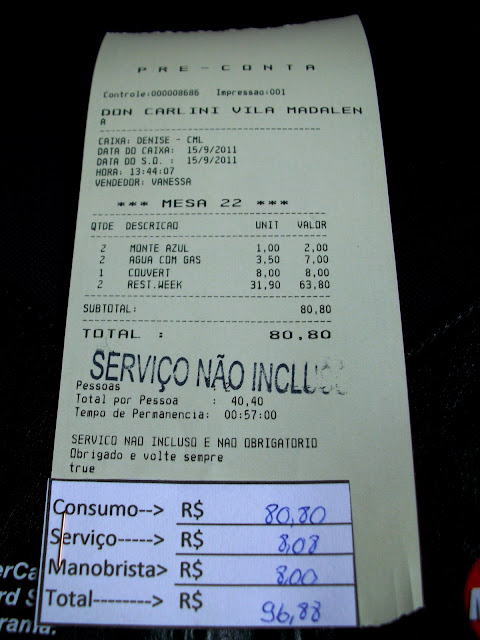 PRE-CONTA
Controle:000008686 Impressao:001
DON CARLINI VILA MADALEN
A
CAIXA: DENISE - CML
DATA DO CAIXA: 15/9/2011
DATA DO S.O. : 15/9/2011
HORA: 13:44:07
VENDEDOR: VANESSA
*** MESA 22 ***
QTDE DESCRICAO UNIT VALOR
2 MONTE AZUL 1,00 2,00
2 AGUA COM GAS 3,50 7,00
1 COUVERT 8,00 8,00
2 REST.WEEK 31,90 63,80
SUBTOTAL: 80,80
TOTAL : 80,80
SERVIÇO NÃO INCLUSO
Pessoas
Total por Pessoa : 40,40
Tempo de Permanencia: 00:57:00
SERVICO NAO INCLUSO E NAO OBRIGATORIO
Obrigado e volte sempre
true
Consumo--> R$ 80,80
Serviço-----> R$ 8,08
Manobrista> R$ 8,00
Total--------> R$ 96,88